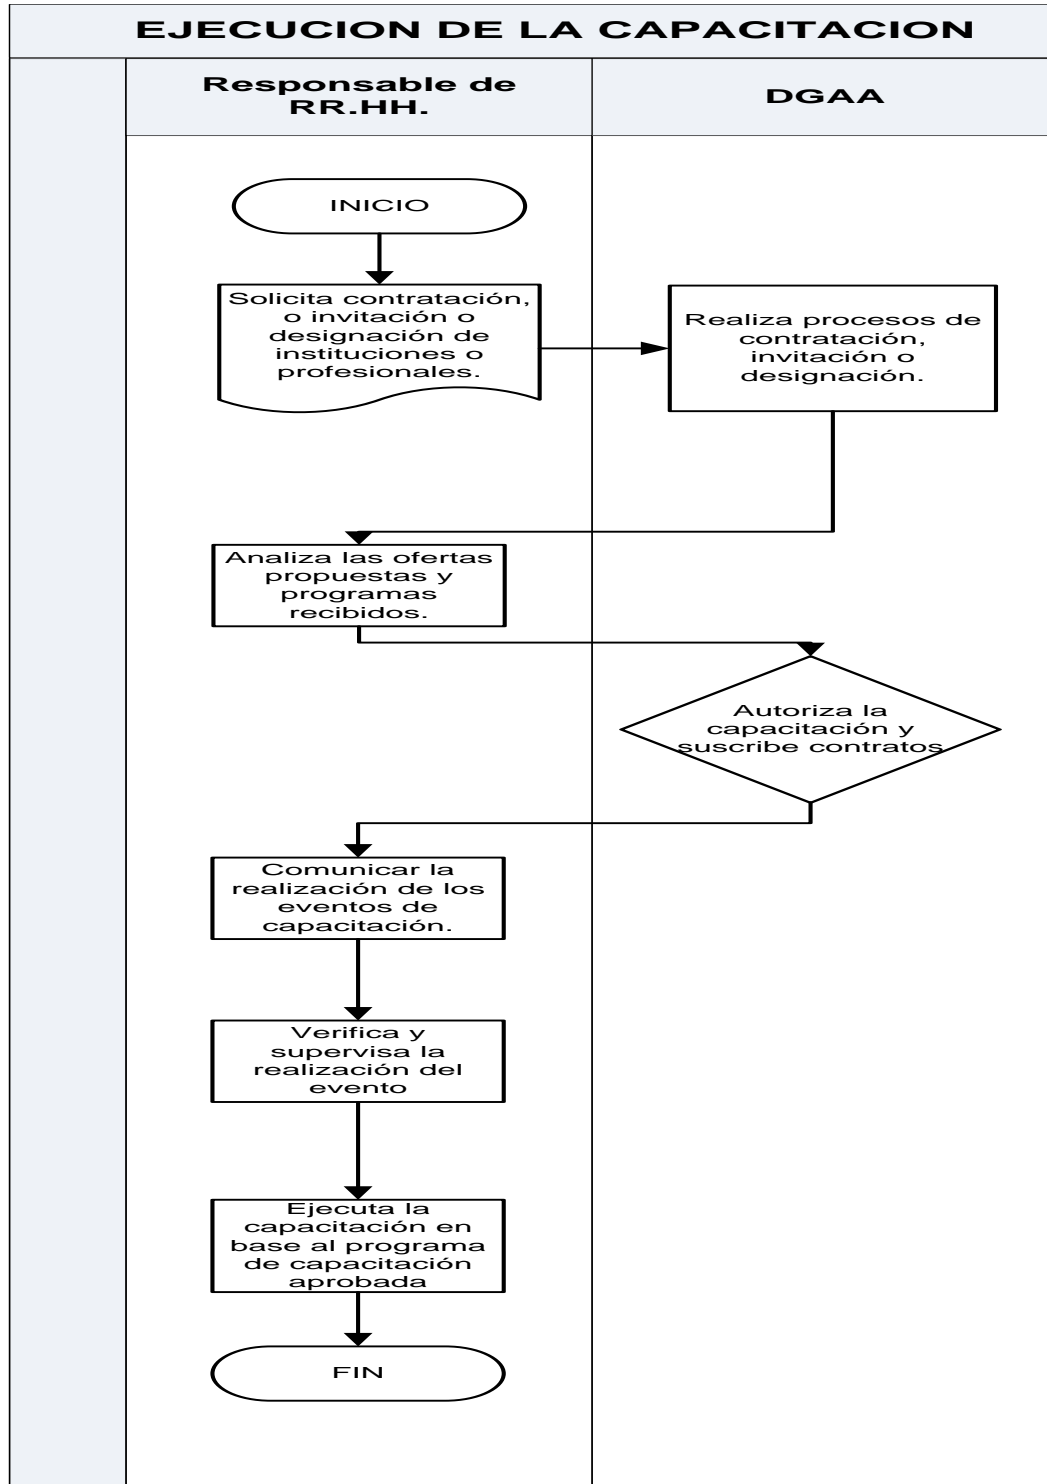 EJECUCION DE LA CAPACITACION
Responsable de
RR.HH.
DGAA
INICIO
Solicita contratación,
o invitación o
designación de
instituciones o
profesionales.
Realiza procesos de
contratación,
invitación o
designación.
Analiza las ofertas
propuestas y
programas
recibidos.
Autoriza la
capacitación y
suscribe contratos
Comunicar la
realización de los
eventos de
capacitación.
Verifica y
supervisa la
realización del
evento
Ejecuta la
capacitación en
base al programa
de capacitación
aprobada
FIN